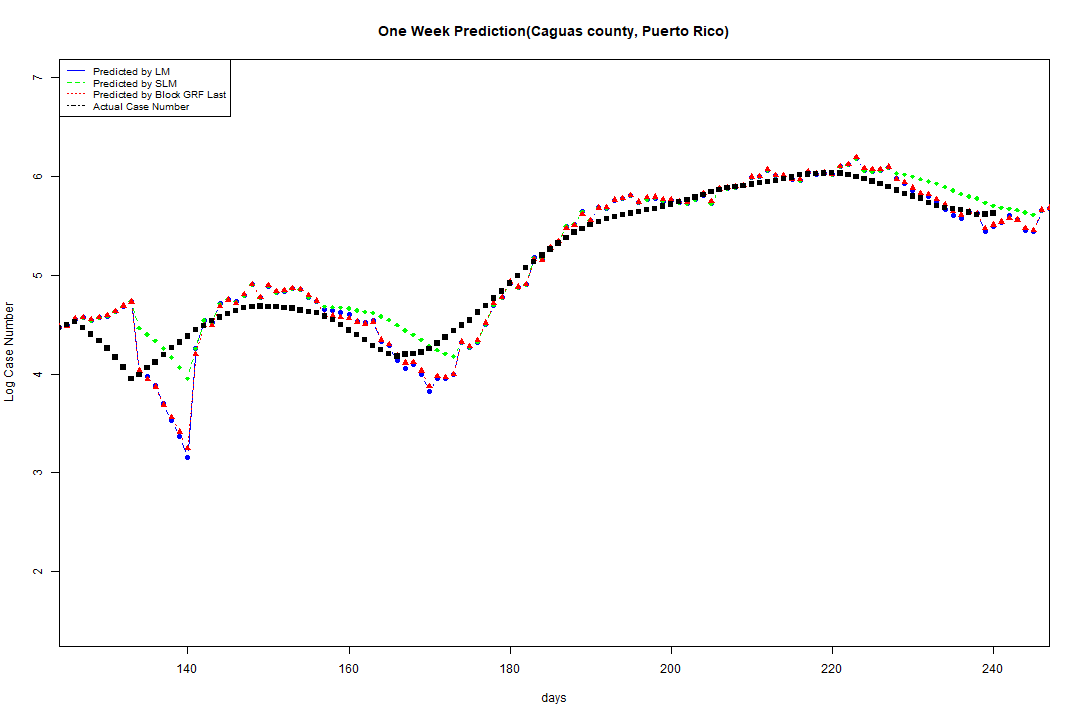 One Week Prediction(Caguas county, Puerto Rico)
Predicted by LM
Predicted by SLM
Predicted by Block GRF Last
Actual Case Number
Log Case Number
7
6
5
4
3
2
140 160 180 200 220 240
days